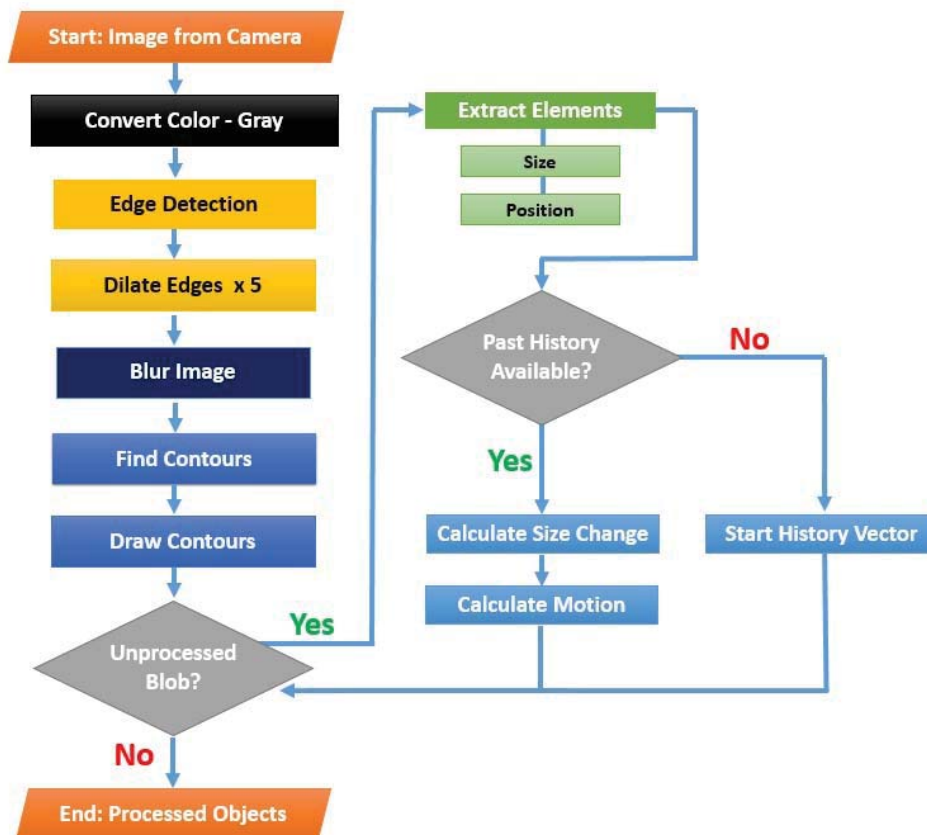 Start: Image from Camera
Convert Color - Gray
Edge Detection
Dilate Edges x 5
Blur Image
Find Contours
Draw Contours
Unprocessed
Blob?
Yes
No
End: Processed Objects
Extract Elements
Size
Position
Past History
Available?
No
Yes
Calculate Size Change
Calculate Motion
Start History Vector